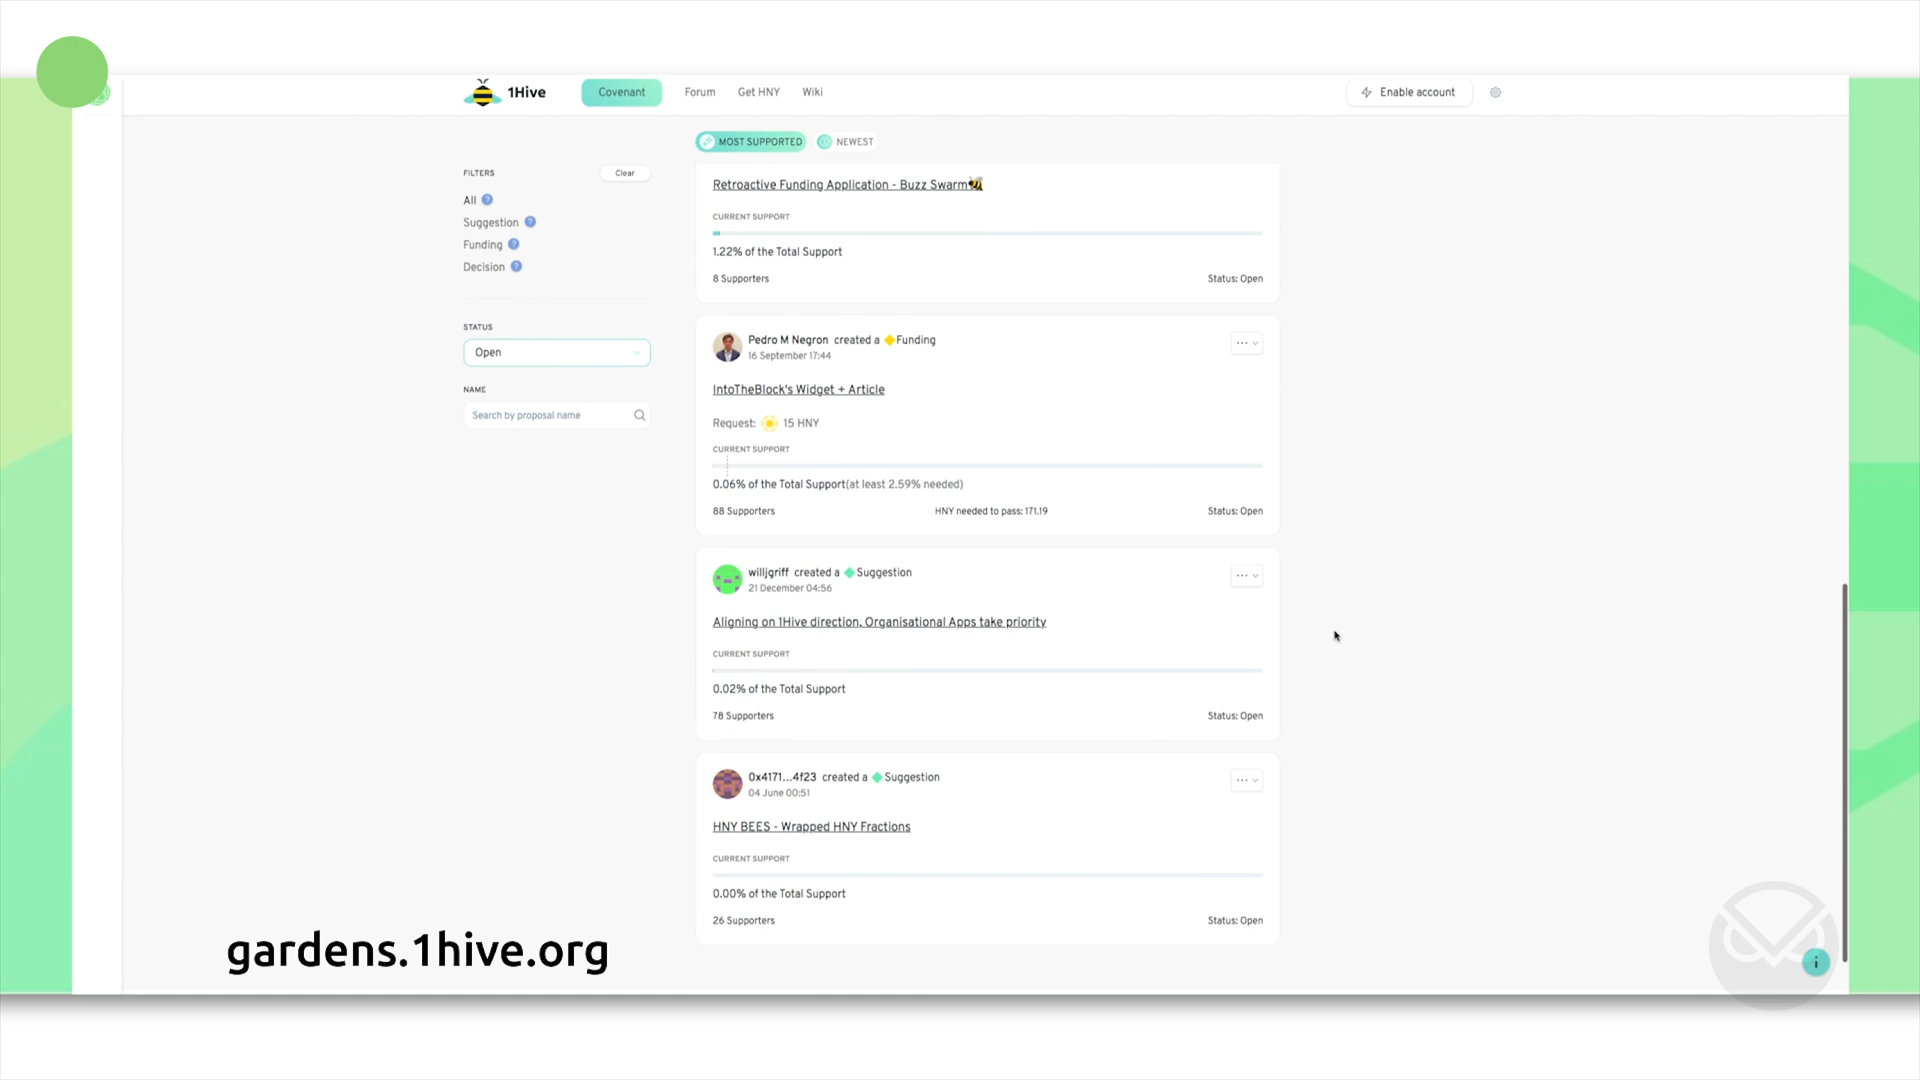 1Hive
Covenant
Forum
Get HNY
Wiki
Enable account
MOST SUPPORTED
NEWEST
FILTERS
Clear
All ?
Suggestion ?
Funding ?
Decision ?
STATUS
Open
NAME
Search by proposal name
Retroactive Funding Application - Buzz Swarm🐝
CURRENT SUPPORT
1.22% of the Total Support
8 Supporters
Status: Open
Pedro M Negron created a Funding
16 September 17:44
IntoTheBlock's Widget + Article
Request: 15 HNY
CURRENT SUPPORT
0.06% of the Total Support(at least 2.59% needed)
88 Supporters
HNY needed to pass: 171.19
Status: Open
willjgriff created a Suggestion
21 December 04:56
Aligning on 1Hive direction, Organisational Apps take priority
CURRENT SUPPORT
0.02% of the Total Support
78 Supporters
Status: Open
0x4171...4f23 created a Suggestion
04 June 00:51
HNY BEES - Wrapped HNY Fractions
CURRENT SUPPORT
0.00% of the Total Support
26 Supporters
Status: Open
gardens.1hive.org
i